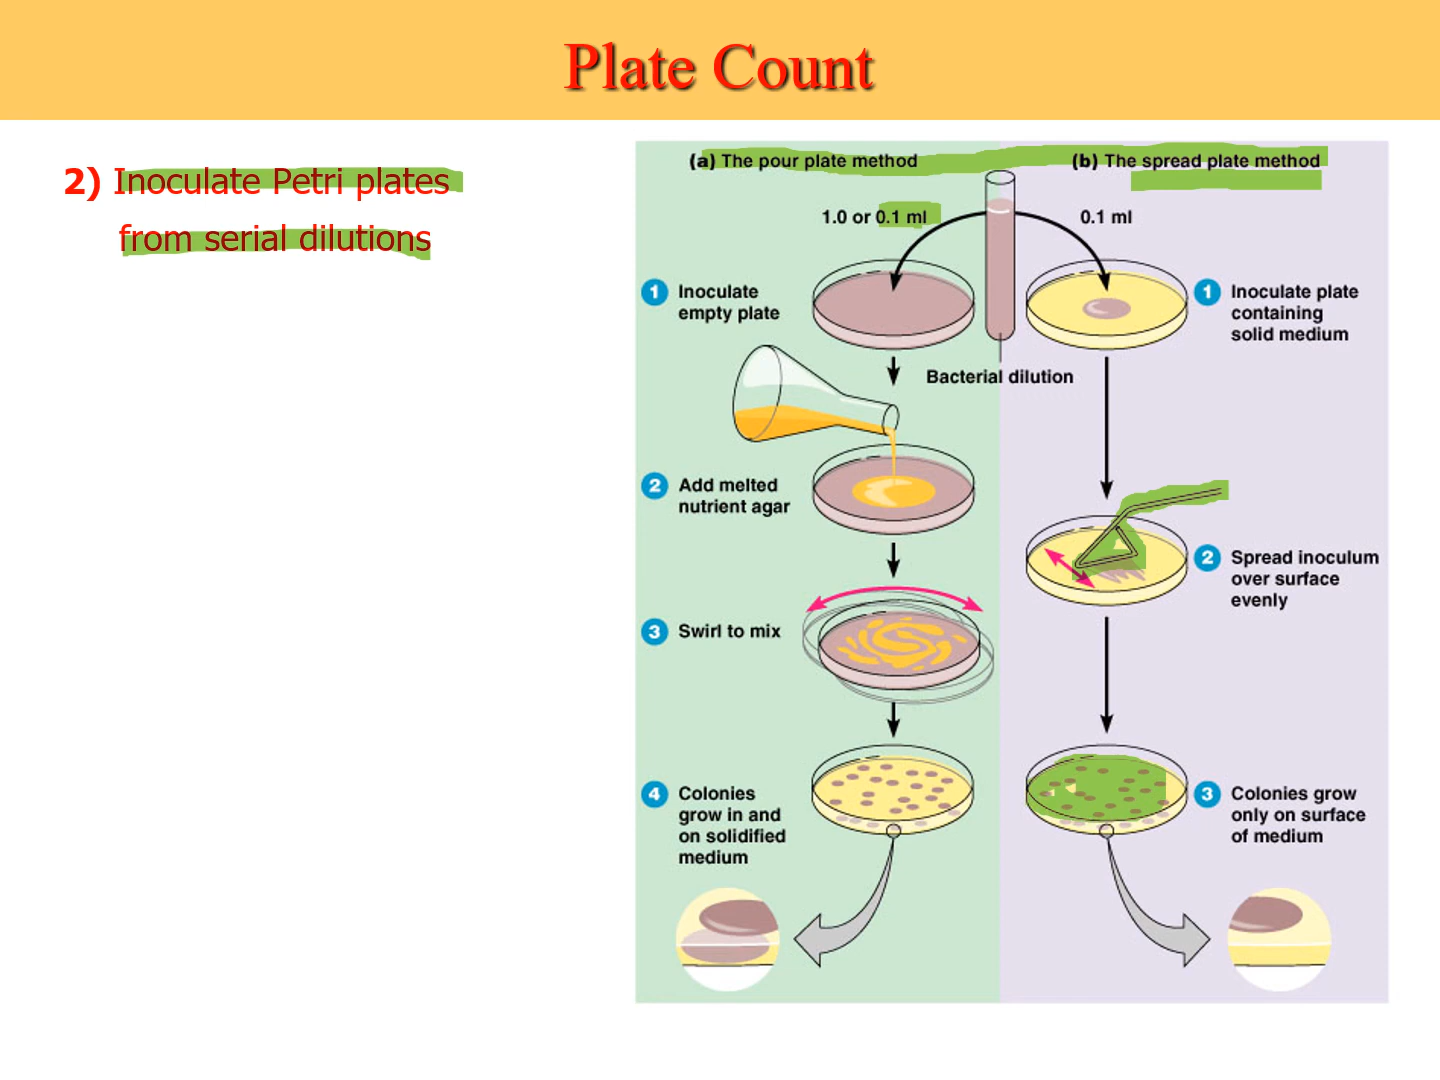 Plate Count
2) Inoculate Petri plates
from serial dilutions
(a) The pour plate method
1.0 or 0.1 ml
1 Inoculate
empty plate
Bacterial dilution
2 Add melted
nutrient agar
3 Swirl to mix
4 Colonies
grow in and
on solidified
medium
(b) The spread plate method
0.1 ml
1 Inoculate plate
containing
solid medium
2 Spread inoculum
over surface
evenly
3 Colonies grow
only on surface
of medium